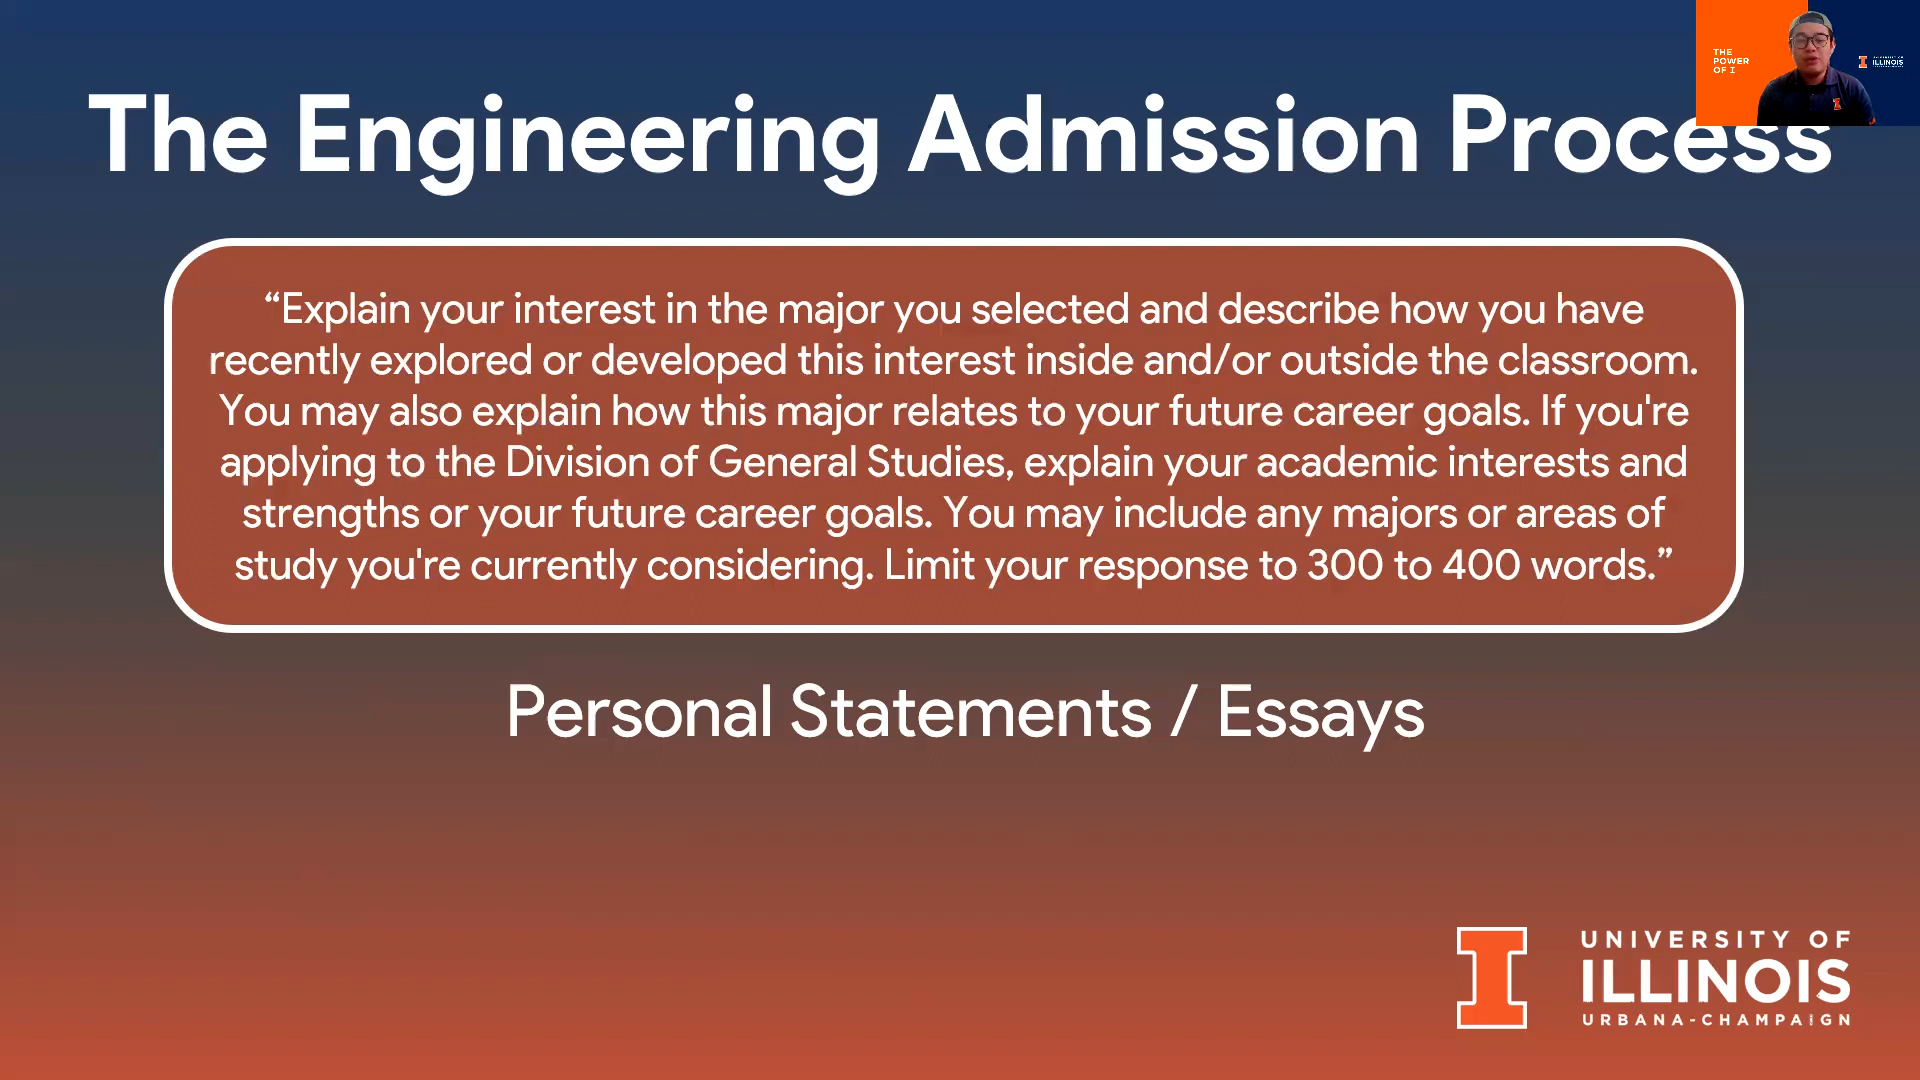 THE
POWER
OF I
ILLINOIS
The Engineering Admission Process
“Explain your interest in the major you selected and describe how you have
recently explored or developed this interest inside and/or outside the classroom.
You may also explain how this major relates to your future career goals. If you're
applying to the Division of General Studies, explain your academic interests and
strengths or your future career goals. You may include any majors or areas of
study you're currently considering. Limit your response to 300 to 400 words.”
Personal Statements / Essays
UNIVERSITY OF
ILLINOIS
URBANA-CHAMPAIGN